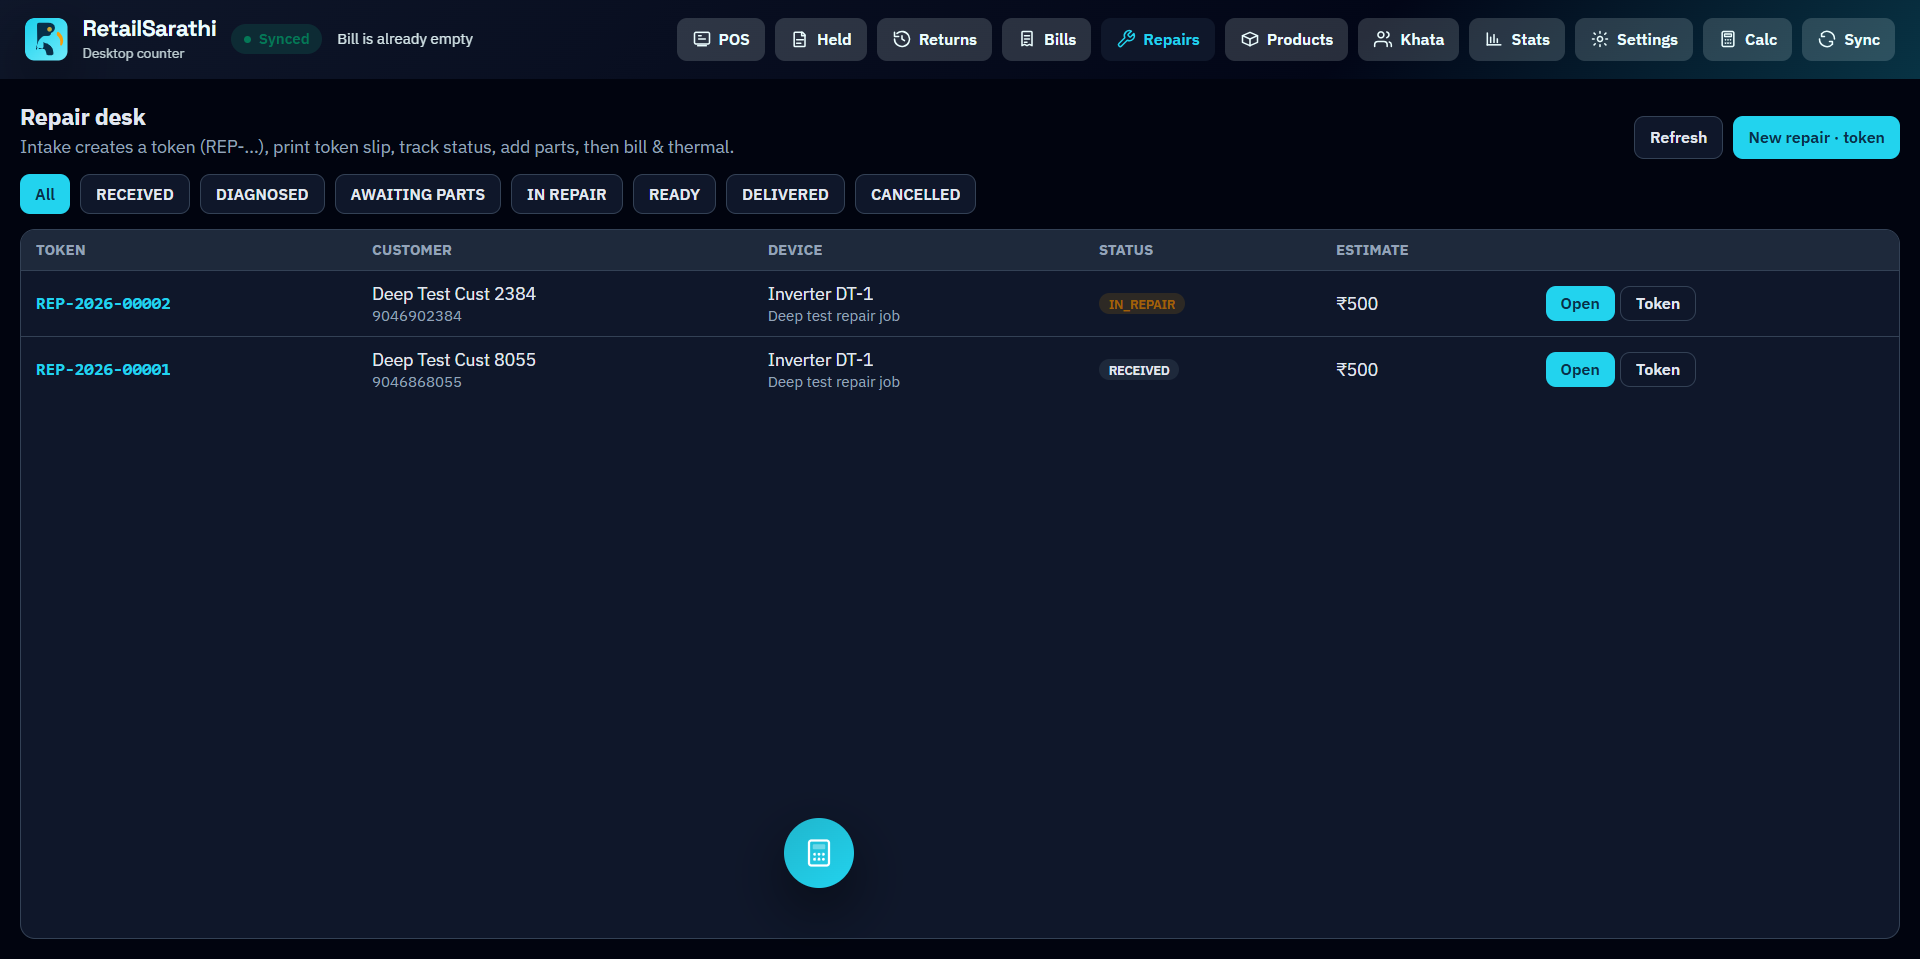 RetailSarathi
Desktop counter
Synced
Bill is already empty
POS
Held
Returns
Bills
Repairs
Products
Khata
Stats
Settings
Calc
Sync
Repair desk
Intake creates a token (REP-...), print token slip, track status, add parts, then bill & thermal.
Refresh
New repair · token
All
RECEIVED
DIAGNOSED
AWAITING PARTS
IN REPAIR
READY
DELIVERED
CANCELLED
TOKEN CUSTOMER DEVICE STATUS ESTIMATE
REP-2026-00002
Deep Test Cust 2384
9046902384
Inverter DT-1
Deep test repair job
IN_REPAIR
₹500
Open
Token
REP-2026-00001
Deep Test Cust 8055
9046868055
Inverter DT-1
Deep test repair job
RECEIVED
₹500
Open
Token